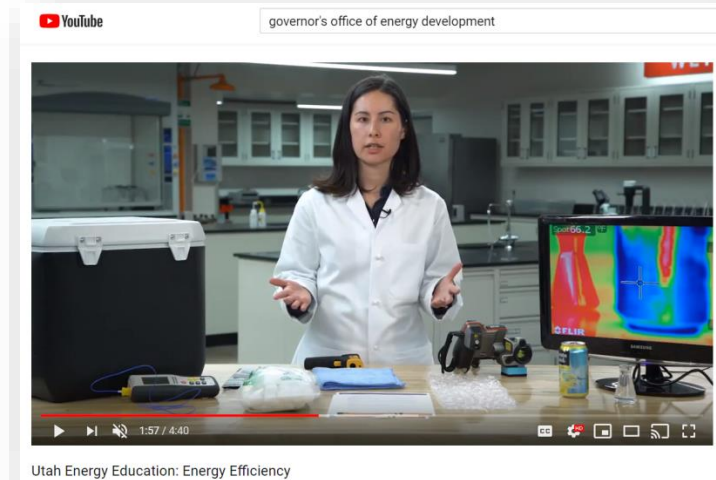 YouTube
governor's office of energy development
Spot 66.2
FLIR
SAMSUNG
1:57 / 4:40
CC
HD
Utah Energy Education: Energy Efficiency